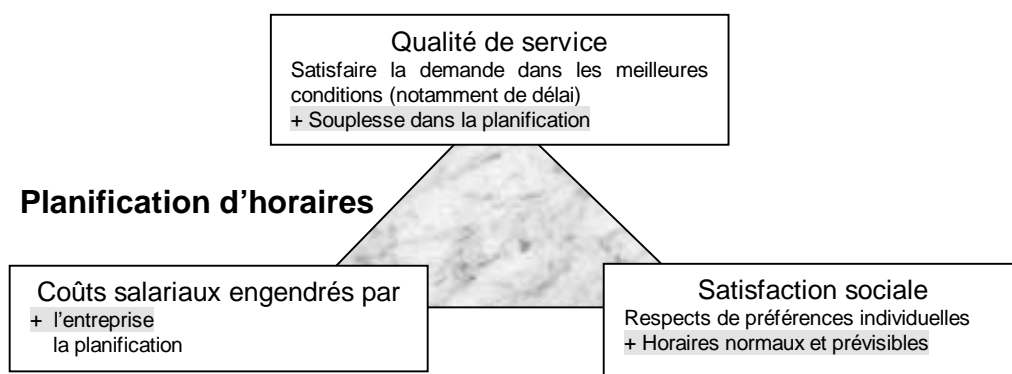 Qualité de service
Satisfaire la demande dans les meilleures
conditions (notamment de délai)
+ Souplesse dans la planification
Planification d’horaires
Coûts salariaux engendrés par
+ l’entreprise
la planification
Satisfaction sociale
Respects de préférences individuelles
+ Horaires normaux et prévisibles